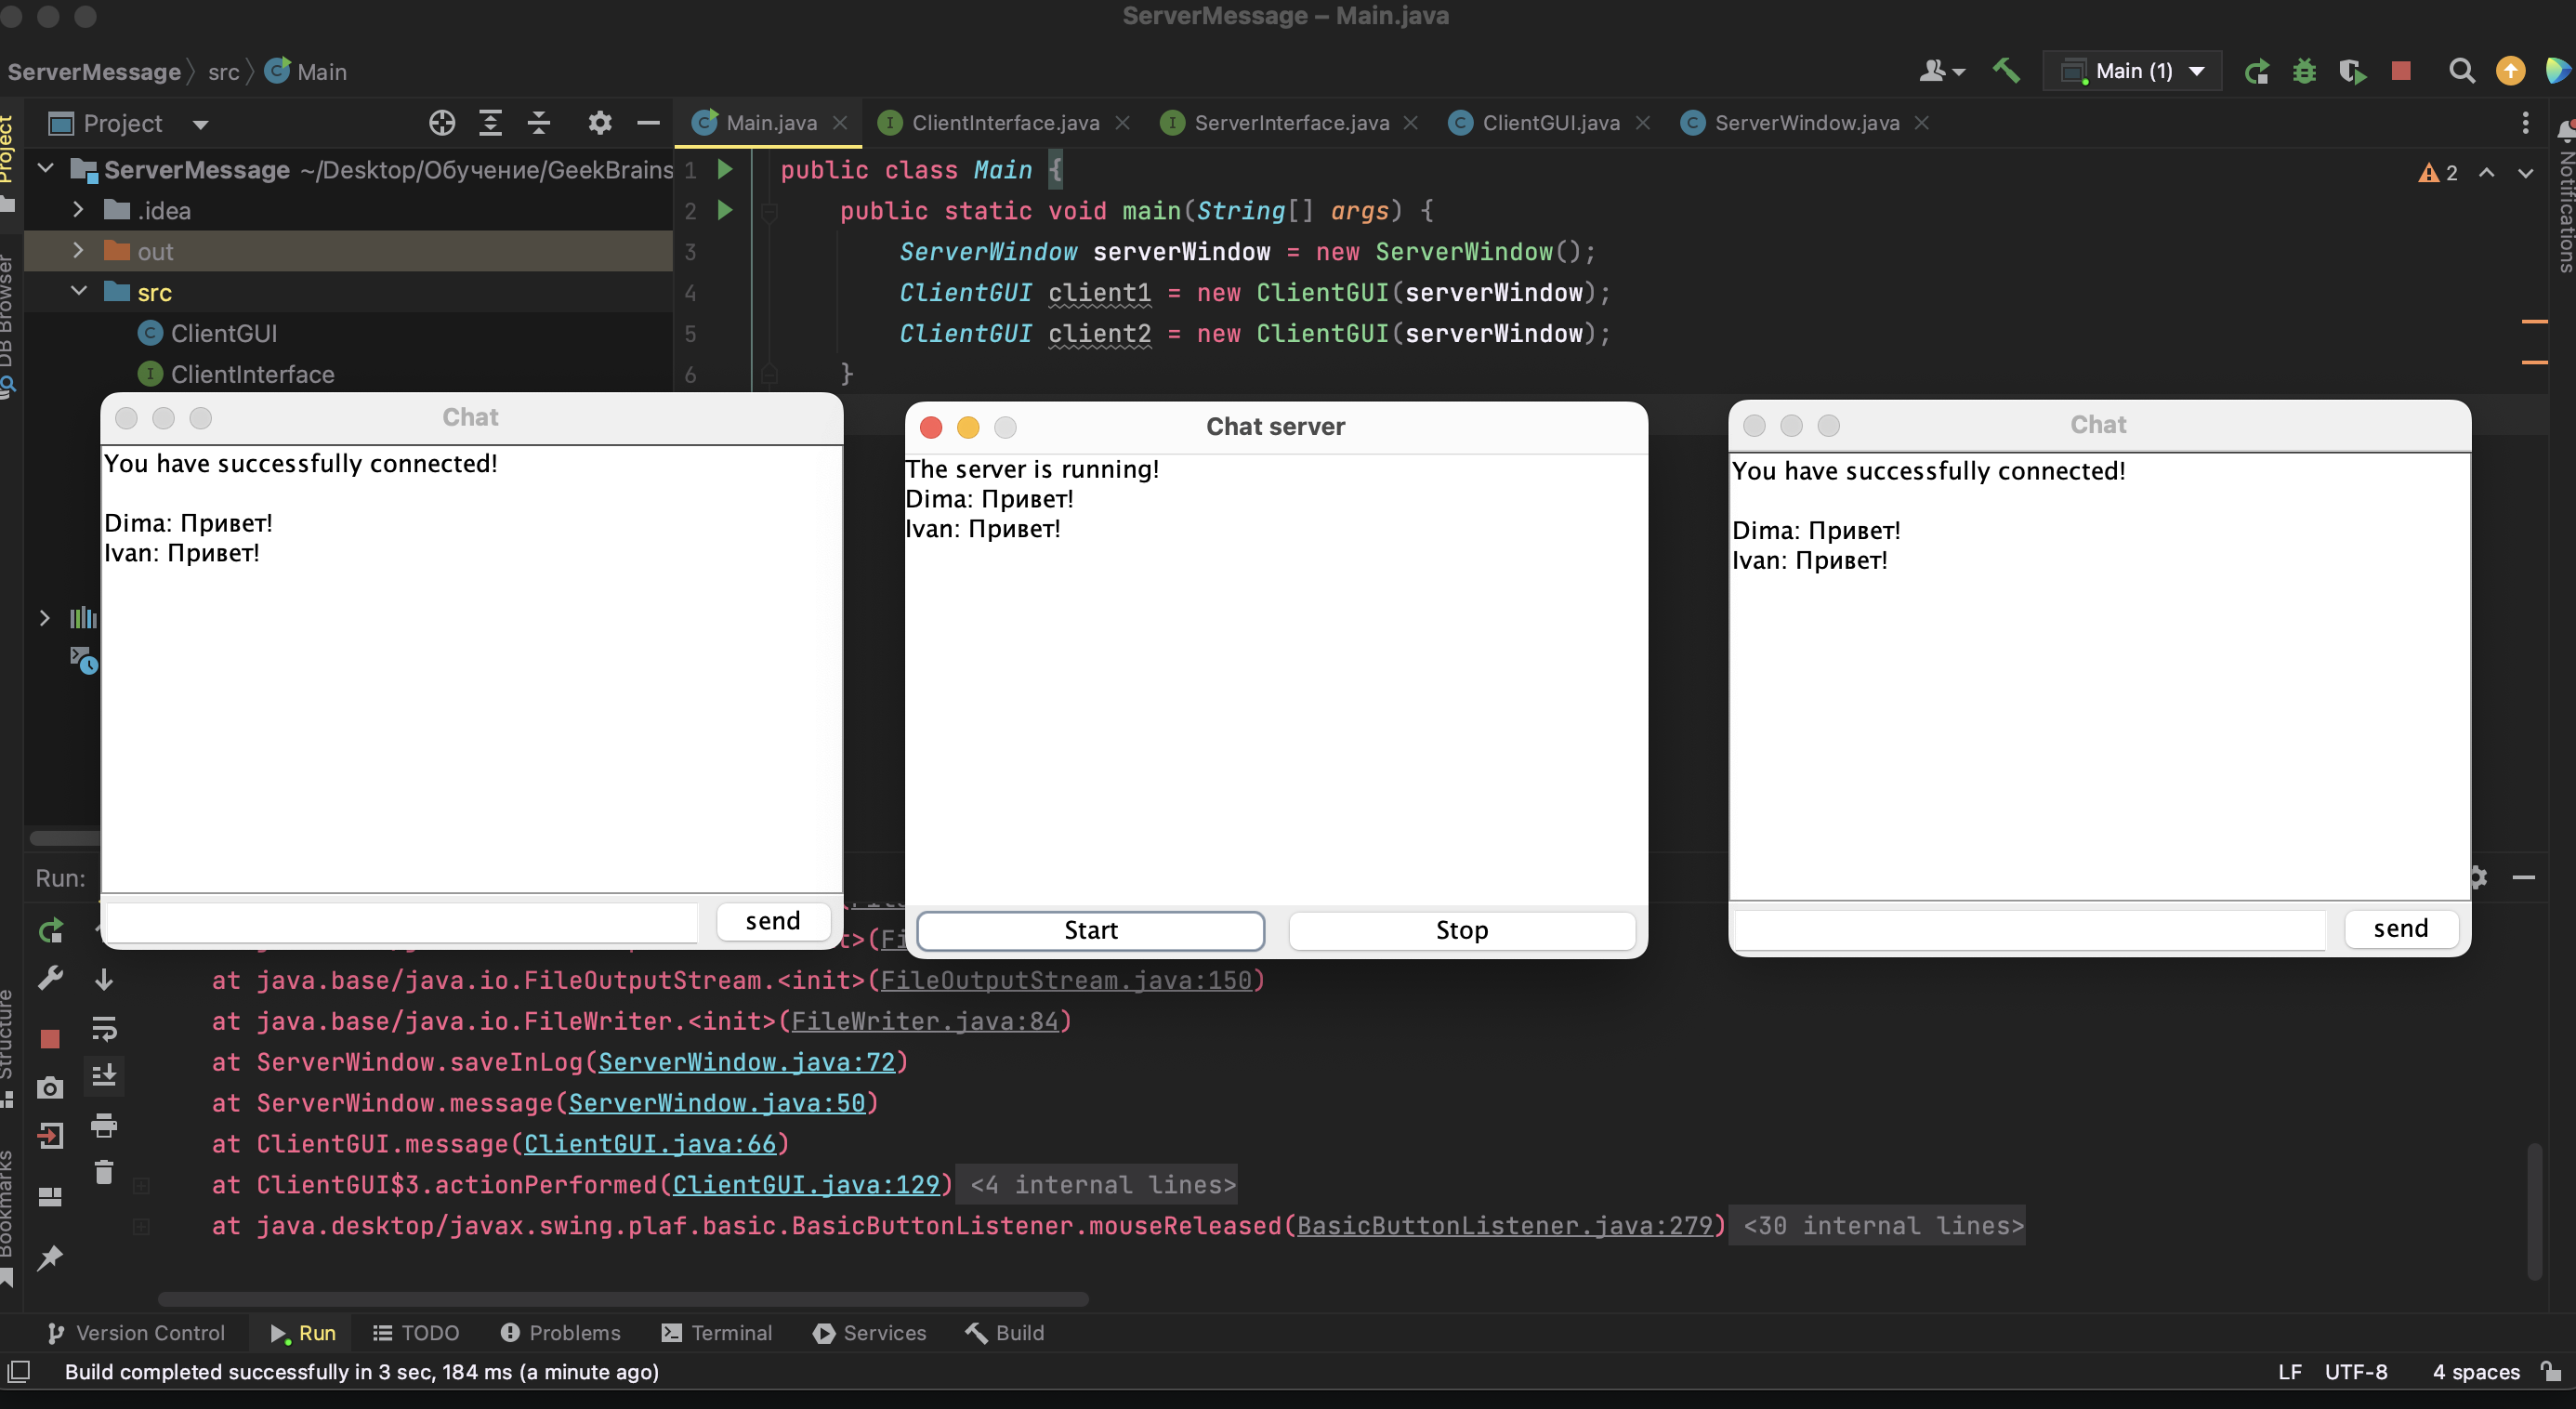 ServerMessage – Main.java
ServerMessage src Main
Main (1)
Project
Main.java ClientInterface.java ServerInterface.java ClientGUI.java ServerWindow.java
Project
ServerMessage ~/Desktop/Обучение/GeekBrains
.idea
out
src
ClientGUI
ClientInterface
DB Browser
1 public class Main {
2 public static void main(String[] args) {
3 ServerWindow serverWindow = new ServerWindow();
4 ClientGUI client1 = new ClientGUI(serverWindow);
5 ClientGUI client2 = new ClientGUI(serverWindow);
6 }
2
Notifications
Chat
You have successfully connected!
Dima: Привет!
Ivan: Привет!
send
Chat server
The server is running!
Dima: Привет!
Ivan: Привет!
Start Stop
Chat
You have successfully connected!
Dima: Привет!
Ivan: Привет!
send
Run:
at java.base/java.io.FileOutputStream.<init>(FileOutputStream.java:150)
at java.base/java.io.FileWriter.<init>(FileWriter.java:84)
at ServerWindow.saveInLog(ServerWindow.java:72)
at ServerWindow.message(ServerWindow.java:50)
at ClientGUI.message(ClientGUI.java:66)
at ClientGUI$3.actionPerformed(ClientGUI.java:129) <4 internal lines>
at java.desktop/javax.swing.plaf.basic.BasicButtonListener.mouseReleased(BasicButtonListener.java:279) <30 internal lines>
Structure
Bookmarks
Version Control Run TODO Problems Terminal Services Build
Build completed successfully in 3 sec, 184 ms (a minute ago)
LF UTF-8 4 spaces